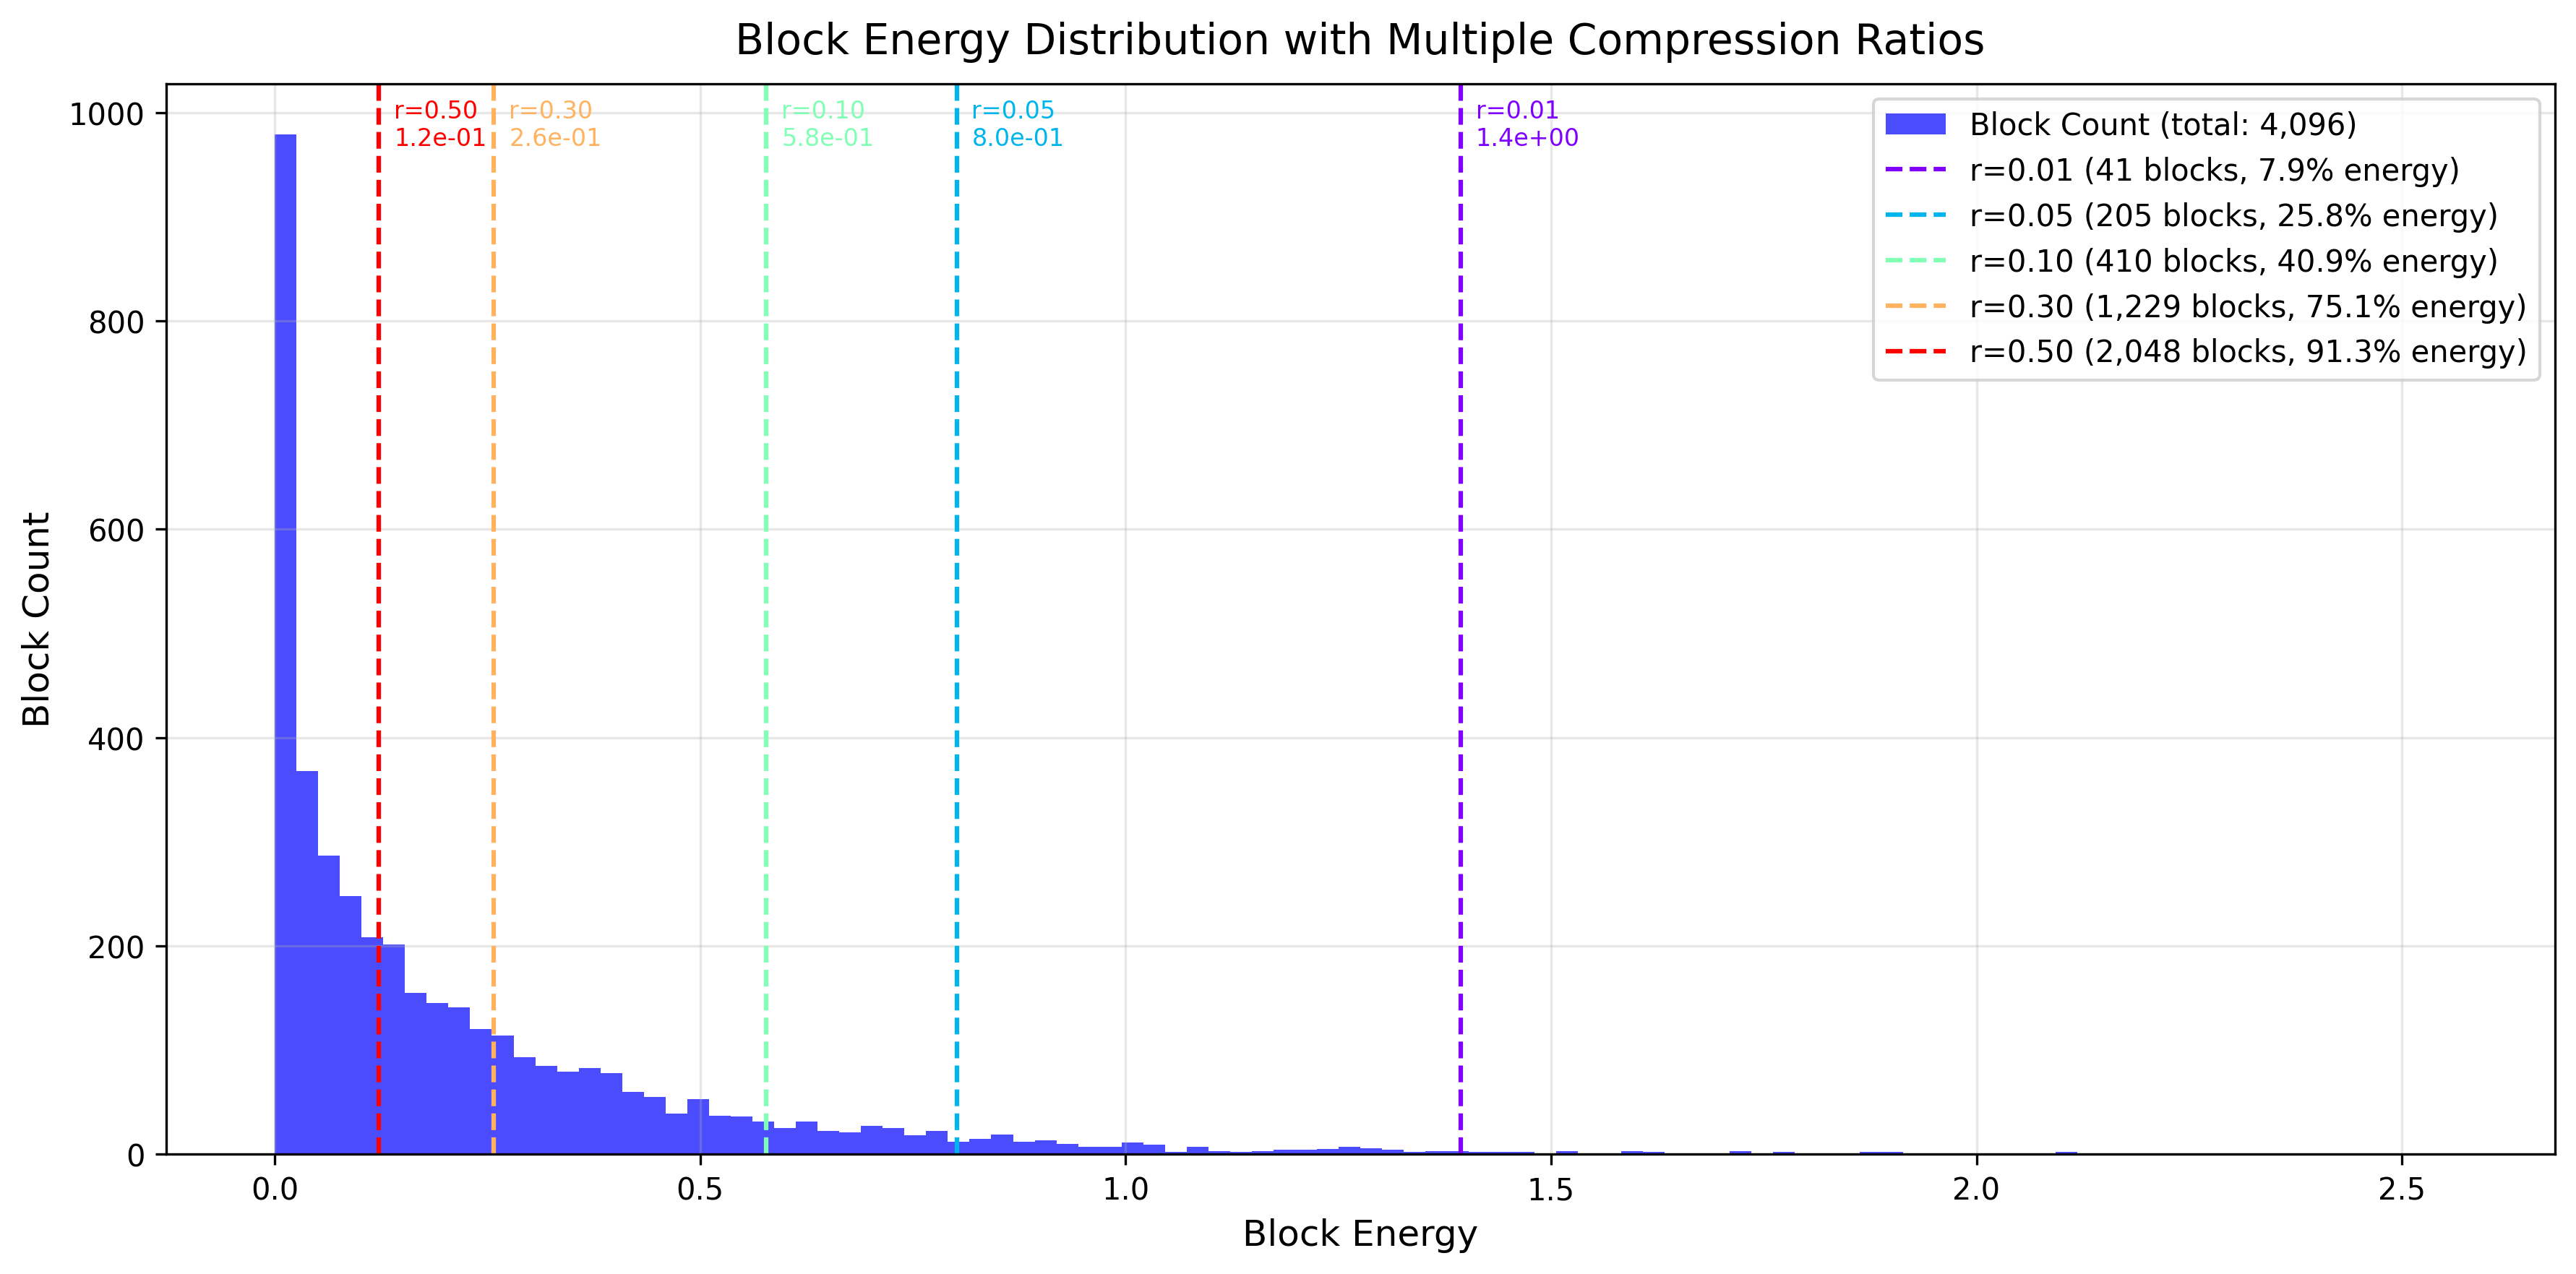 Block Energy Distribution with Multiple Compression Ratios
1000
800
600
400
200
0
Block Count
r=0.50
1.2e-01
r=0.30
2.6e-01
r=0.10
5.8e-01
r=0.05
8.0e-01
r=0.01
1.4e+00
Block Count (total: 4,096)
r=0.01 (41 blocks, 7.9% energy)
r=0.05 (205 blocks, 25.8% energy)
r=0.10 (410 blocks, 40.9% energy)
r=0.30 (1,229 blocks, 75.1% energy)
r=0.50 (2,048 blocks, 91.3% energy)
0.0
0.5
1.0
1.5
2.0
2.5
Block Energy